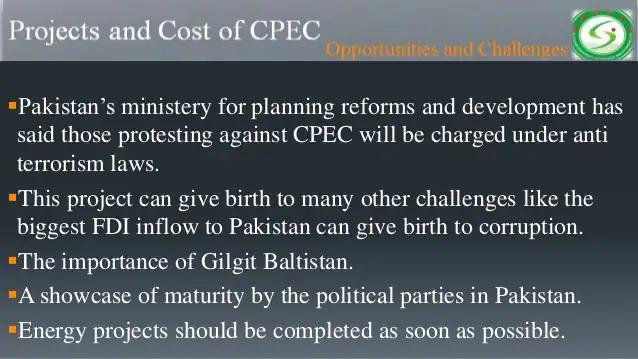 Projects and Cost of CPEC
Opportunities and Challenges
▪Pakistan's ministery for planning reforms and development has
said those protesting against CPEC will be charged under anti
terrorism laws.
▪This project can give birth to many other challenges like the
biggest FDI inflow to Pakistan can give birth to corruption.
▪The importance of Gilgit Baltistan.
▪A showcase of maturity by the political parties in Pakistan.
▪Energy projects should be completed as soon as possible.